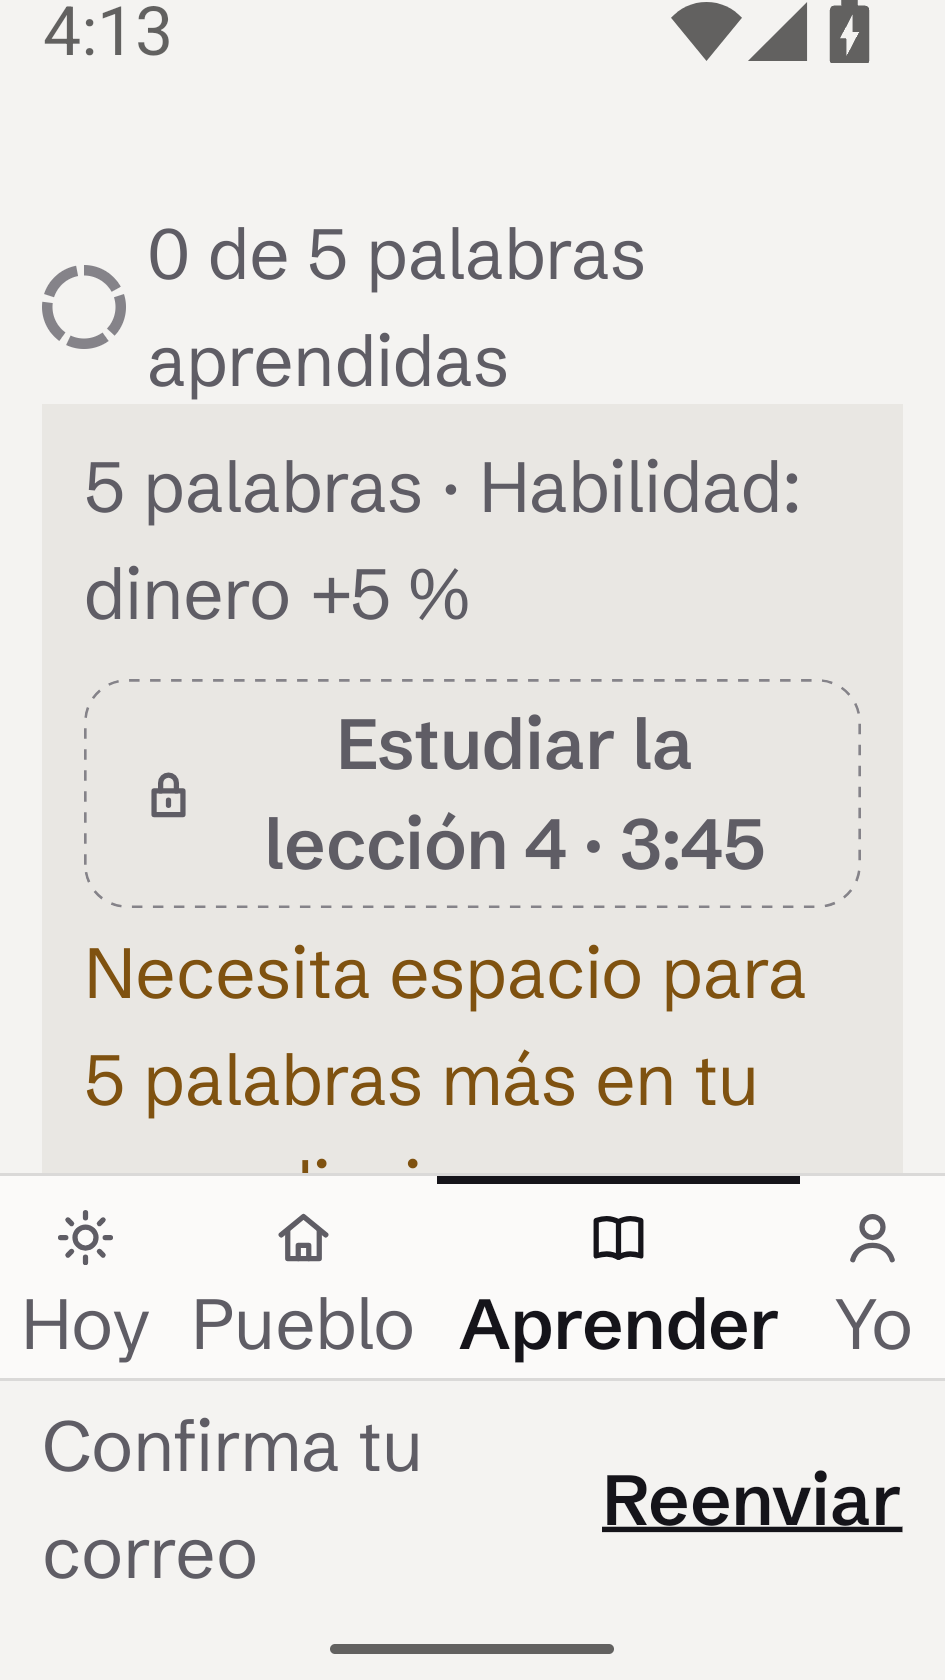 4:13
0 de 5 palabras
aprendidas
5 palabras · Habilidad:
dinero +5 %
Estudiar la
lección 4 · 3:45
Necesita espacio para
5 palabras más en tu
Hoy
Pueblo
Aprender
Yo
Confirma tu
correo
Reenviar